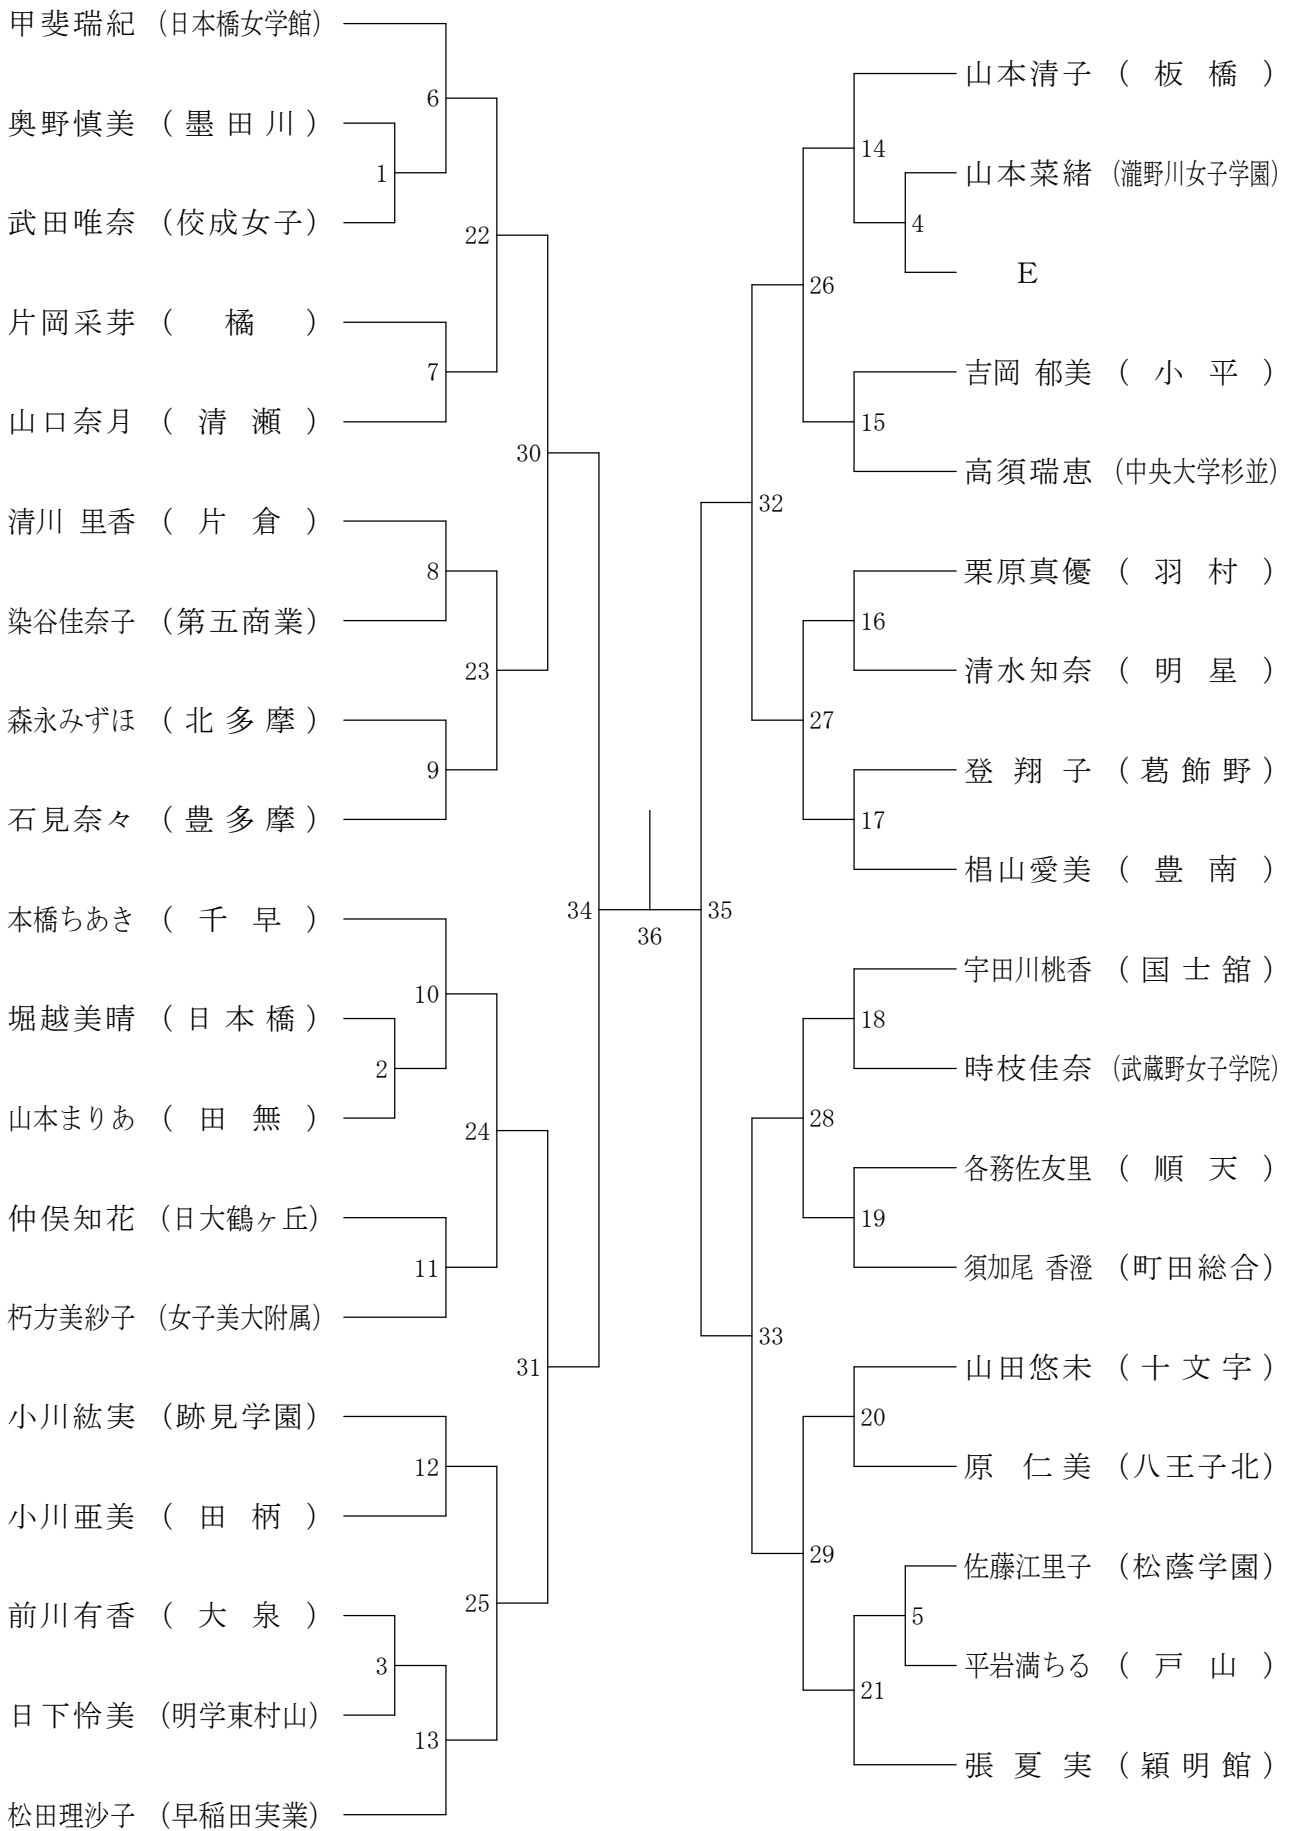 甲斐瑞紀 (日本橋女学館)
奥野慎美 (墨田川)
武田唯奈 (佼成女子)
片岡采芽 (橘)
山口奈月 (清瀬)
清川 里香 (片倉)
染谷佳奈子 (第五商業)
森永みずほ (北多摩)
石見奈々 (豊多摩)
本橋ちあき (千早)
堀越美晴 (日本橋)
山本まりあ (田無)
仲俣知花 (日大鶴ヶ丘)
朽方美紗子 (女子美大附属)
小川紘実 (跡見学園)
小川亜美 (田柄)
前川有香 (大泉)
日下怜美 (明学東村山)
松田理沙子 (早稲田実業)
1
2
3
6
7
8
9
10
11
12
13
22
23
24
25
30
31
34
36
35
32
33
26
27
28
29
14
15
16
17
18
19
20
21
4
5
山本清子 (板橋)
山本菜緒 (瀧野川女子学園)
E
吉岡 郁美 (小平)
高須瑞恵 (中央大学杉並)
栗原真優 (羽村)
清水知奈 (明星)
登翔子 (葛飾野)
椙山愛美 (豊南)
宇田川桃香 (国士舘)
時枝佳奈 (武蔵野女子学院)
各務佐友里 (順天)
須加尾 香澄 (町田総合)
山田悠未 (十文字)
原 仁美 (八王子北)
佐藤江里子 (松蔭学園)
平岩満ちる (戸山)
張夏実 (穎明館)